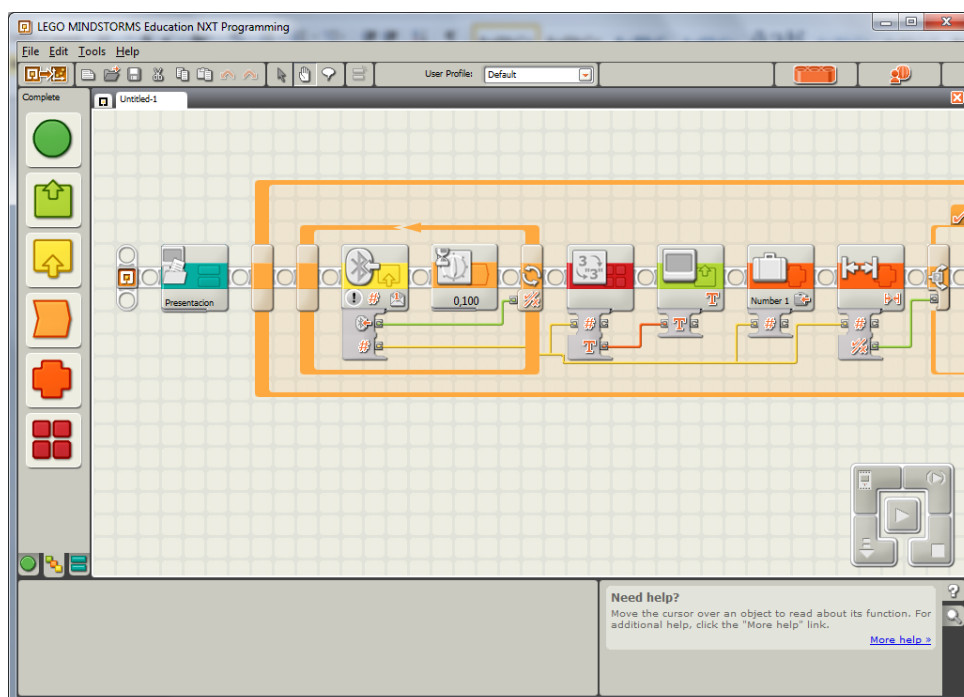 LEGO MINDSTORMS Education NXT Programming
File Edit Tools Help
User Profile: Default
Complete
Untitled-1
Presentacion
0,100
3
"3"
Number 1
#
T
#
#
T
T
#
#
Need help?
Move the cursor over an object to read about its function. For
additional help, click the "More help" link.
More help »